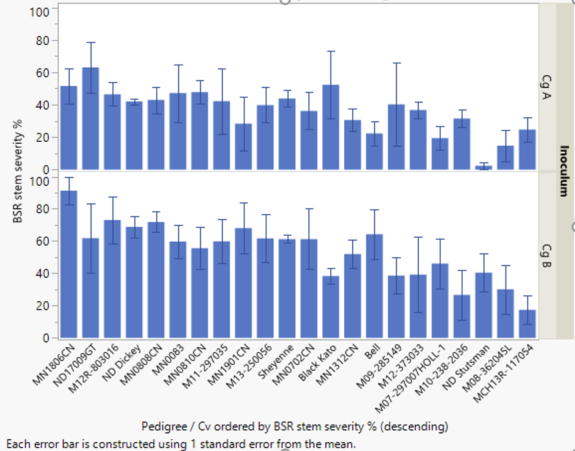 100
80
60
40
20
0
Cg A
100
80
60
40
20
0
Cg B
BSR stem severity %
Inoculum
MN1806CN
ND17009GT
M12R-803016
ND Dickey
MN0808CN
MN0083
MN0810CN
M11-297035
MN1901CN
M13-250056
Sheyenne
MN0702CN
Black Kato
MN1312CN
Bell
M09-285149
M12-373033
M07-297007HOLL-1
M10-238-2036
ND Stutsman
M08-362045L
MCH13R-117054
Pedigree / Cv ordered by BSR stem severity % (descending)
Each error bar is constructed using 1 standard error from the mean.